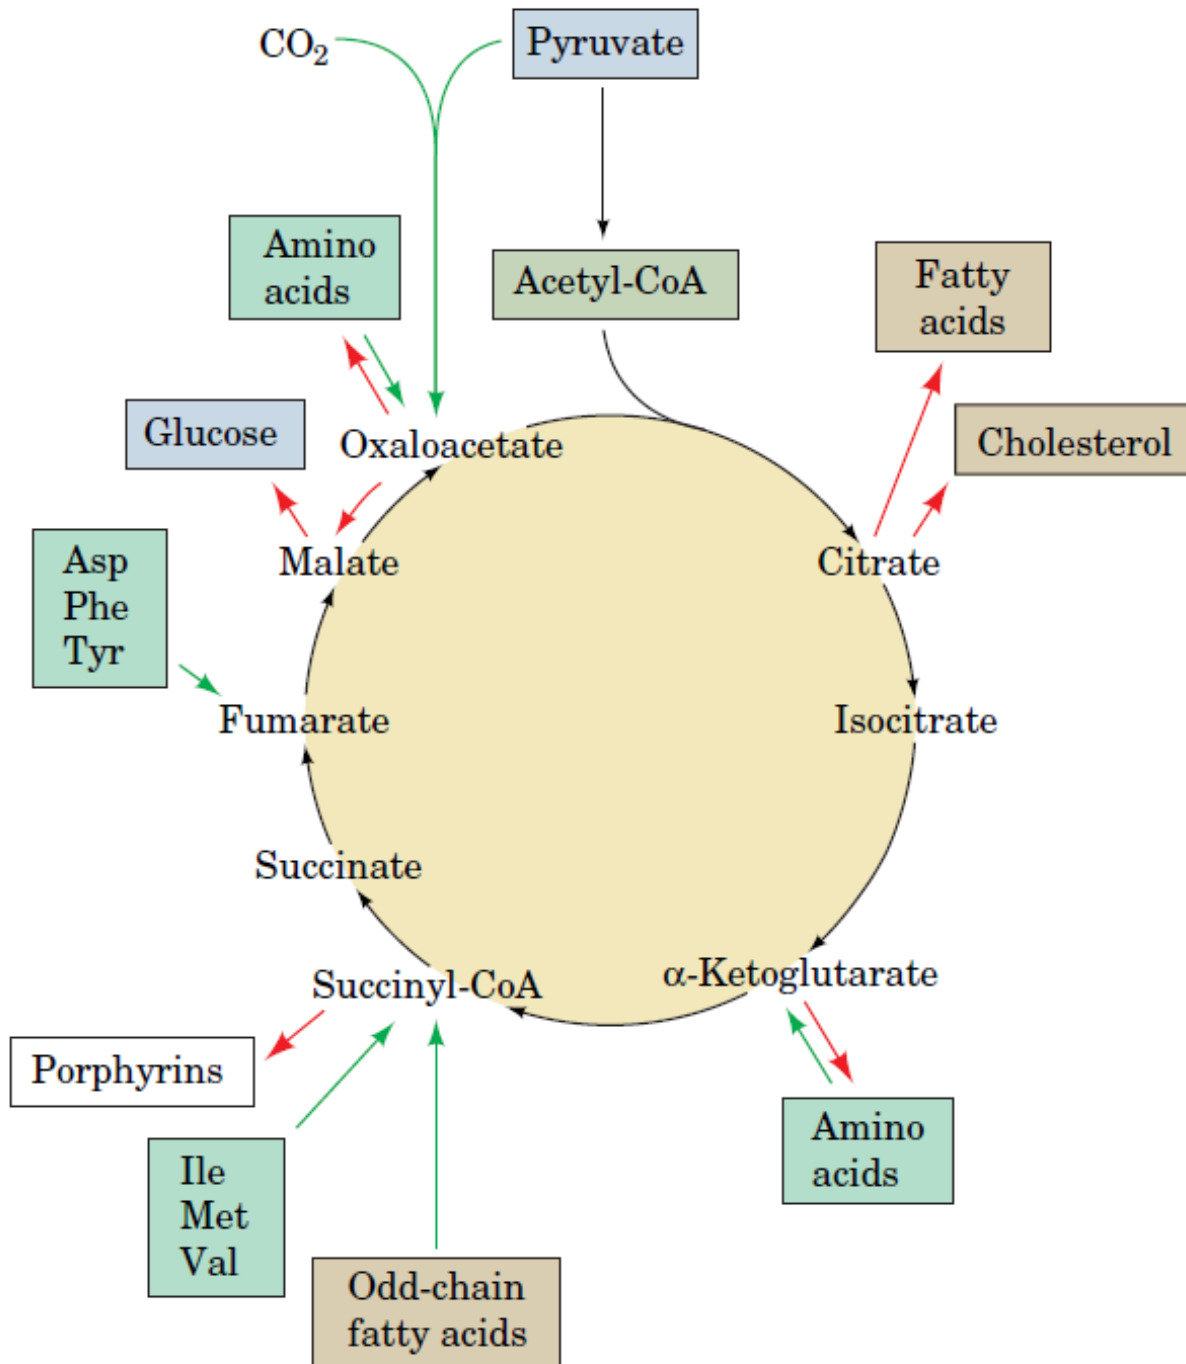 CO₂
Pyruvate
Amino
acids
Acetyl-CoA
Fatty
acids
Glucose
Oxaloacetate
Cholesterol
Asp
Phe
Tyr
Malate
Citrate
Fumarate
Isocitrate
Succinate
Succinyl-CoA
α-Ketoglutarate
Porphyrins
Amino
acids
Ile
Met
Val
Odd-chain
fatty acids